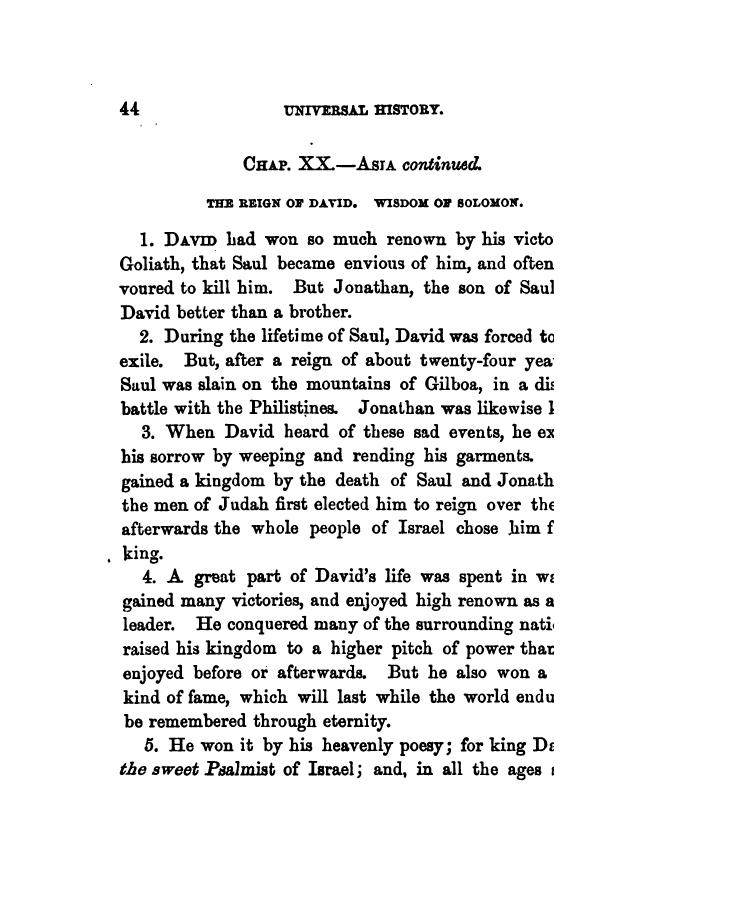 44 UNIVERSAL HISTORY.
CHAP. XX.—ASIA continued.
THE REIGN OF DAVID. WISDOM OF SOLOMON.
1. DAVID had won so much renown by his victo
Goliath, that Saul became envious of him, and often
voured to kill him. But Jonathan, the son of Saul
David better than a brother.
2. During the lifetime of Saul, David was forced to
exile. But, after a reign of about twenty-four yea
Saul was slain on the mountains of Gilboa, in a dis
battle with the Philistines. Jonathan was likewise
3. When David heard of these sad events, he ex
his sorrow by weeping and rending his garments.
gained a kingdom by the death of Saul and Jonath
the men of Judah first elected him to reign over the
afterwards the whole people of Israel chose him f
king.
4. A great part of David's life was spent in wa
gained many victories, and enjoyed high renown as a
leader. He conquered many of the surrounding nati
raised his kingdom to a higher pitch of power than
enjoyed before or afterwards. But he also won a
kind of fame, which will last while the world endu
be remembered through eternity.
5. He won it by his heavenly poesy; for king Da
the sweet Psalmist of Israel; and, in all the ages